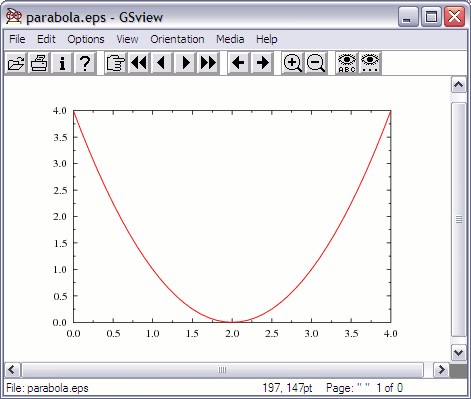 parabola.eps - GSview
File Edit Options View Orientation Media Help
i ? ABC
4.0
3.5
3.0
2.5
2.0
1.5
1.0
0.5
0.0
0.0 0.5 1.0 1.5 2.0 2.5 3.0 3.5 4.0
File: parabola.eps 197, 147pt Page: " " 1 of 0